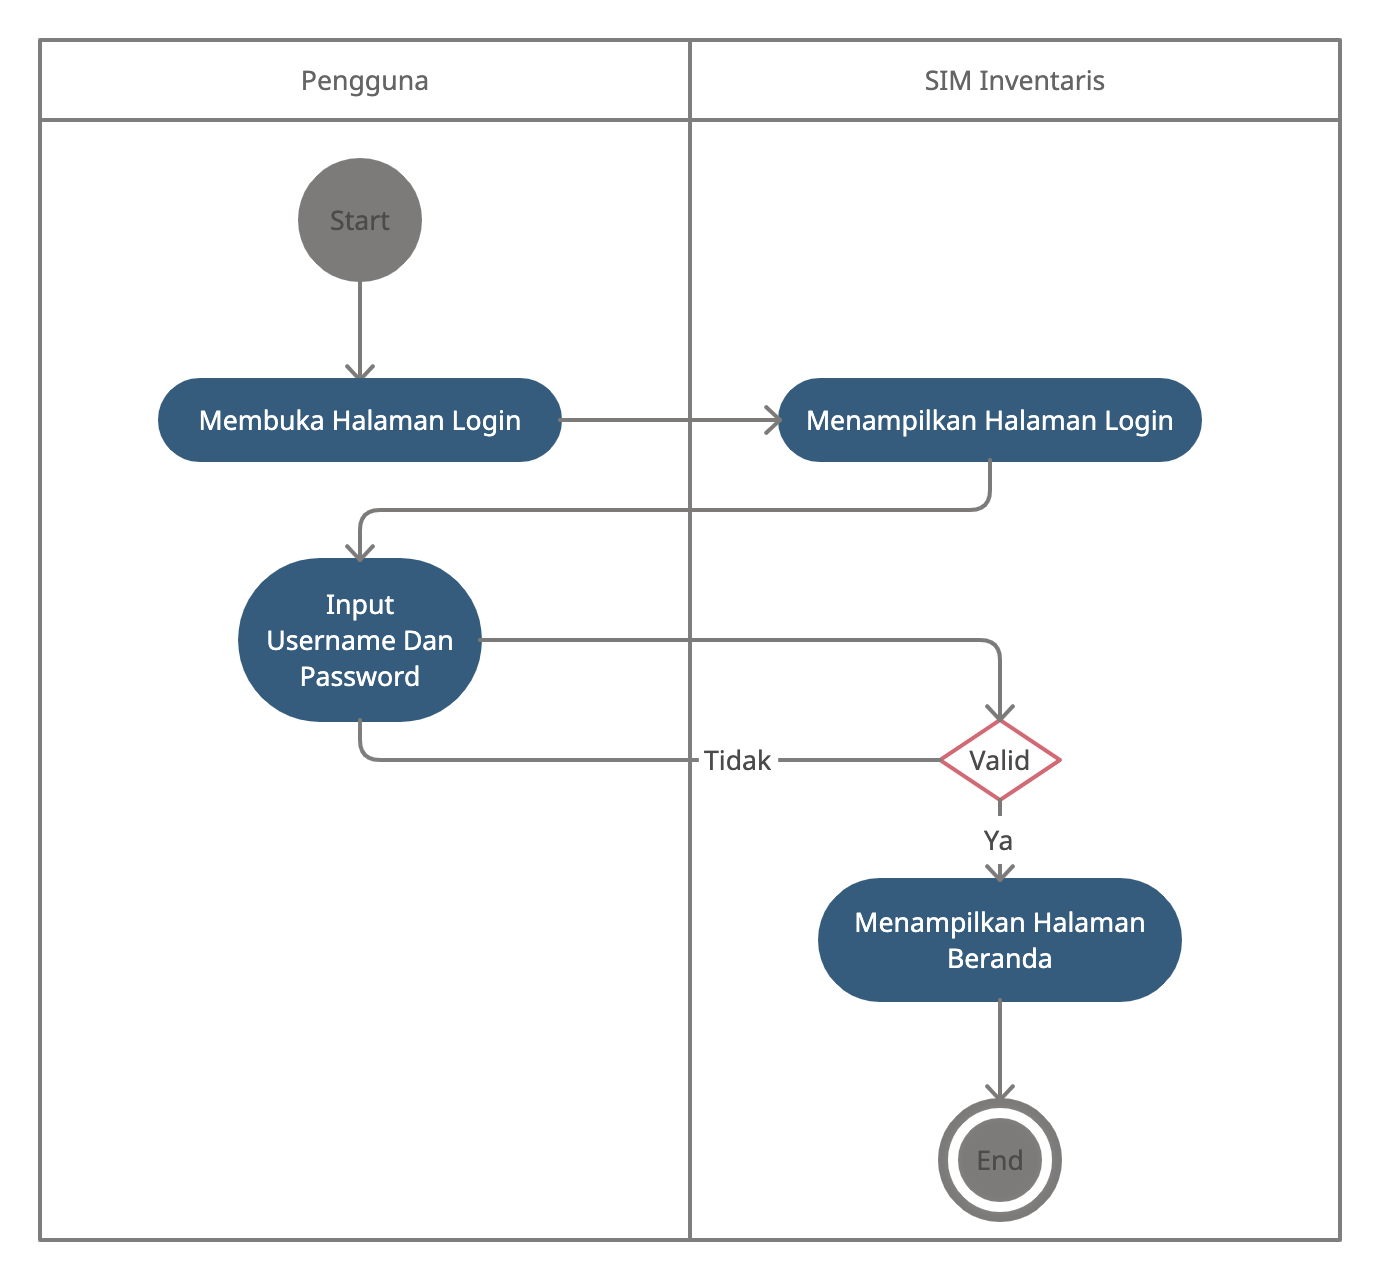 Pengguna
SIM Inventaris
Start
Membuka Halaman Login
Menampilkan Halaman Login
Input
Username Dan
Password
Tidak
Valid
Ya
Menampilkan Halaman
Beranda
End